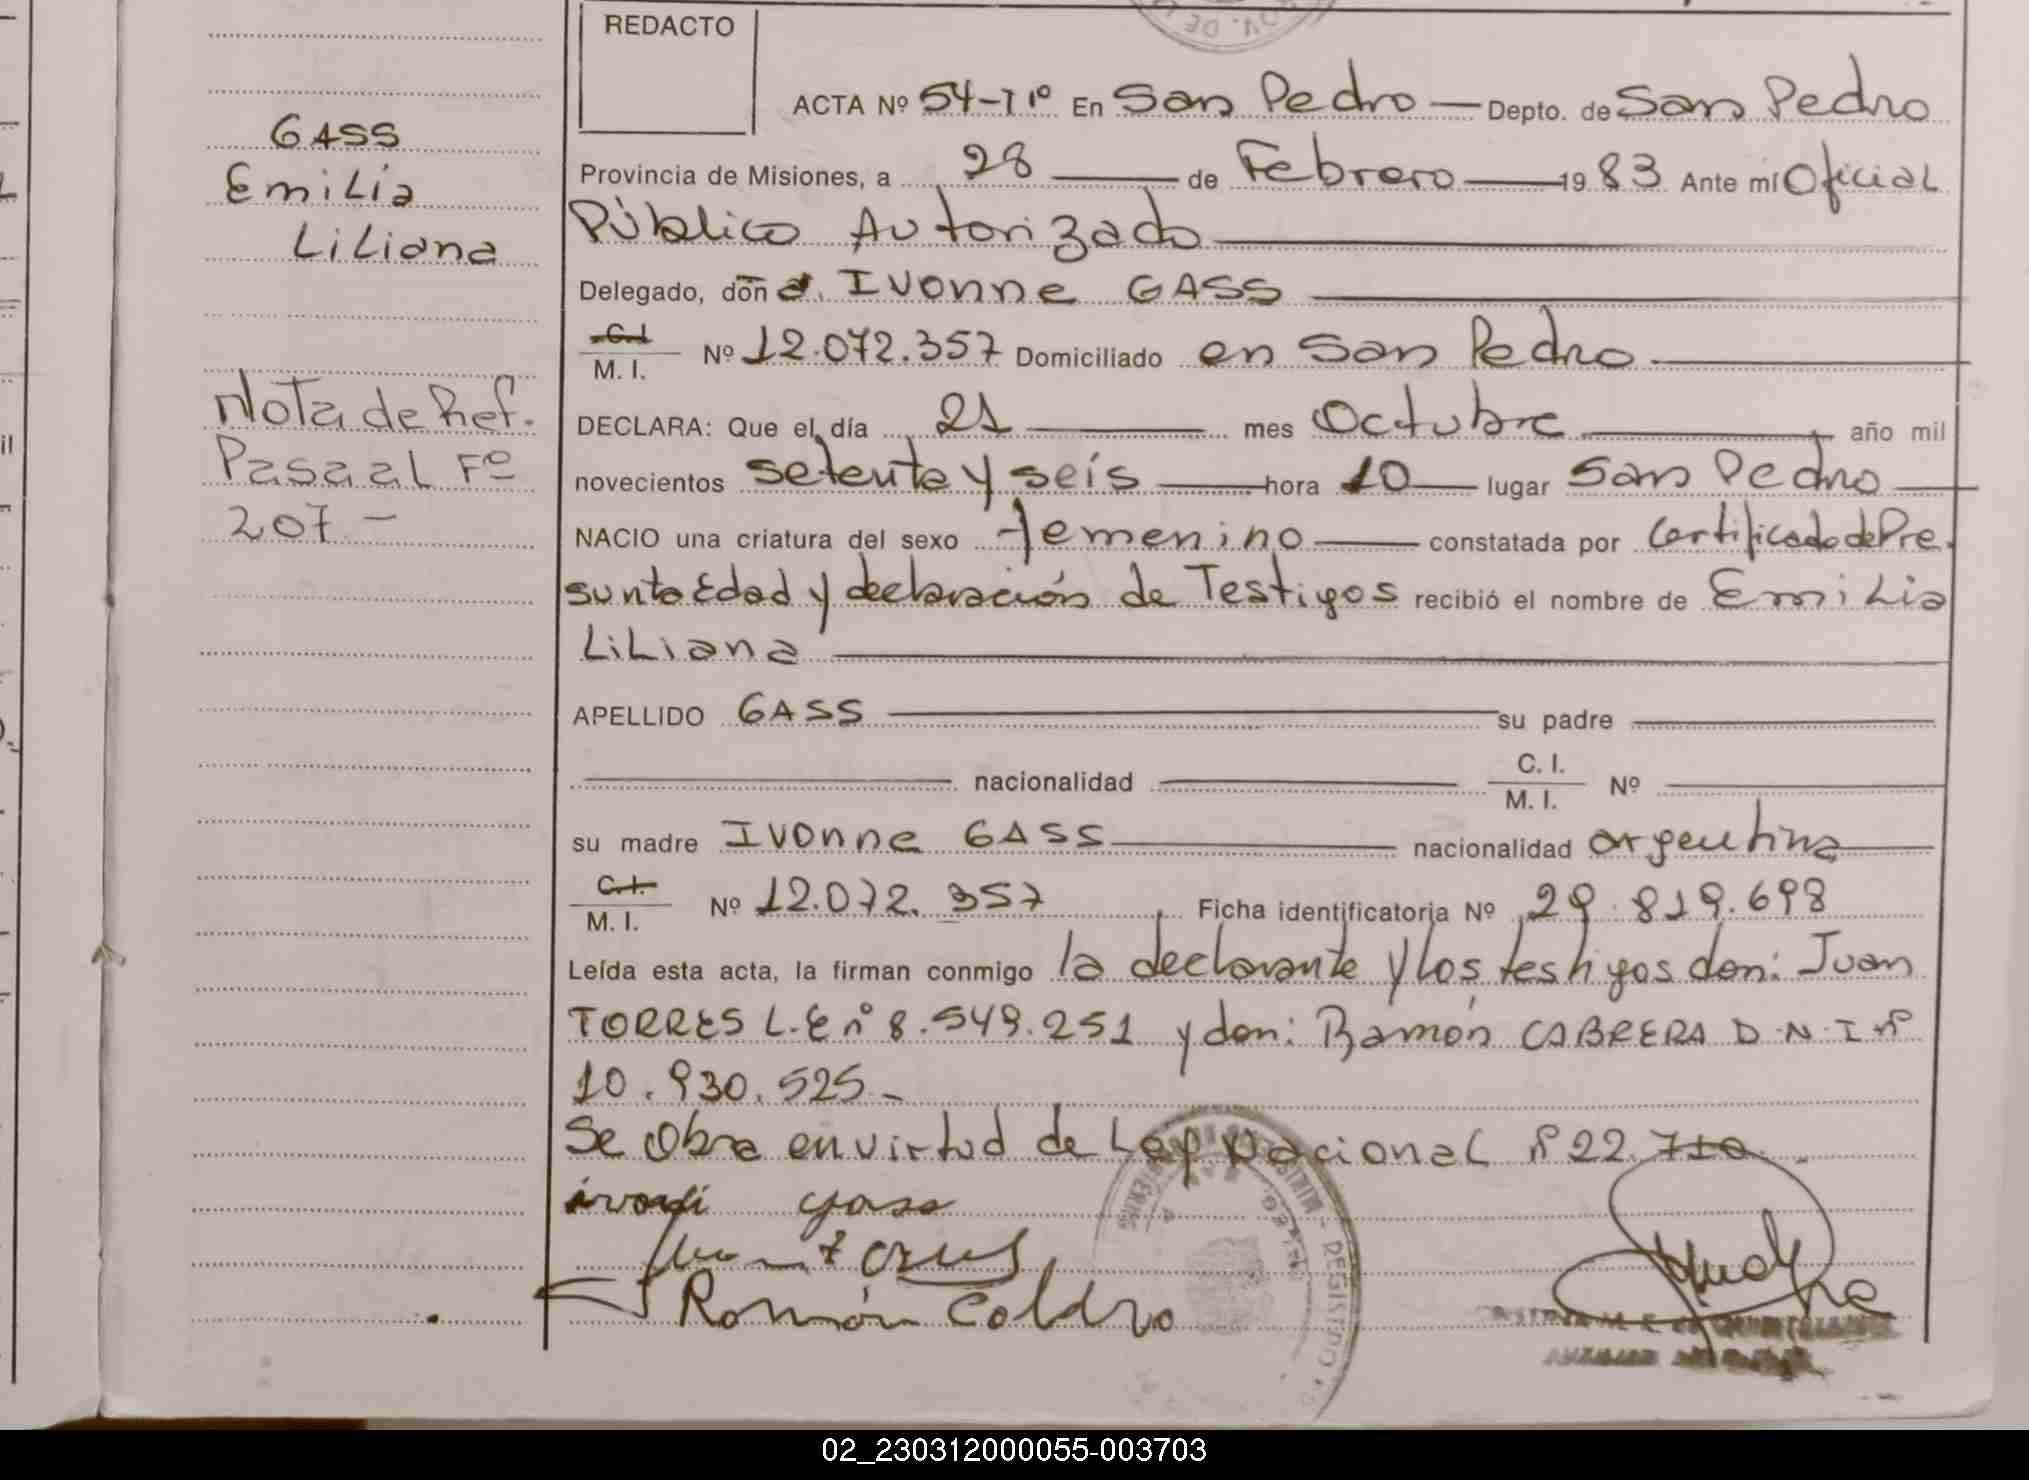 REDACTO
PROV. DE
ACTA Nº 54-Tº 1º En San Pedro — Depto. de San Pedro
Provincia de Misiones, a 28 — de Febrero — 1983 Ante mí Oficial
Público Autorizado
Delegado, doña. Ivonne GASS
C.I.
M. I. Nº 12.072.357 Domiciliado en San Pedro
DECLARA: Que el día 21 — mes Octubre — año mil
novecientos setenta y seis — hora 10 — lugar San Pedro
NACIO una criatura del sexo femenino — constatada por Certificado de Pre.
sunta Edad y declaración de Testigos recibió el nombre de Emilia
Liliana
APELLIDO GASS — su padre
nacionalidad C. I.
M. I. Nº
su madre Ivonne GASS — nacionalidad argentina
C.I.
M. I. Nº 12.072.357 Ficha identificatoria Nº 29.819.698
Leída esta acta, la firman conmigo la declarante y los testigos don: Juan
TORRES L.E nº 8.549.251 y don: Ramón CABRERA D.N.I nº
10.930.525.-
Se obra en virtud de Ley Nacional nº 22.710
gass
Ramón
MINISTERIO REGISTRO
GASS
Emilia
Liliana
Nota de Ref.
Pasa al Fº
207 -
02_230312000055-003703